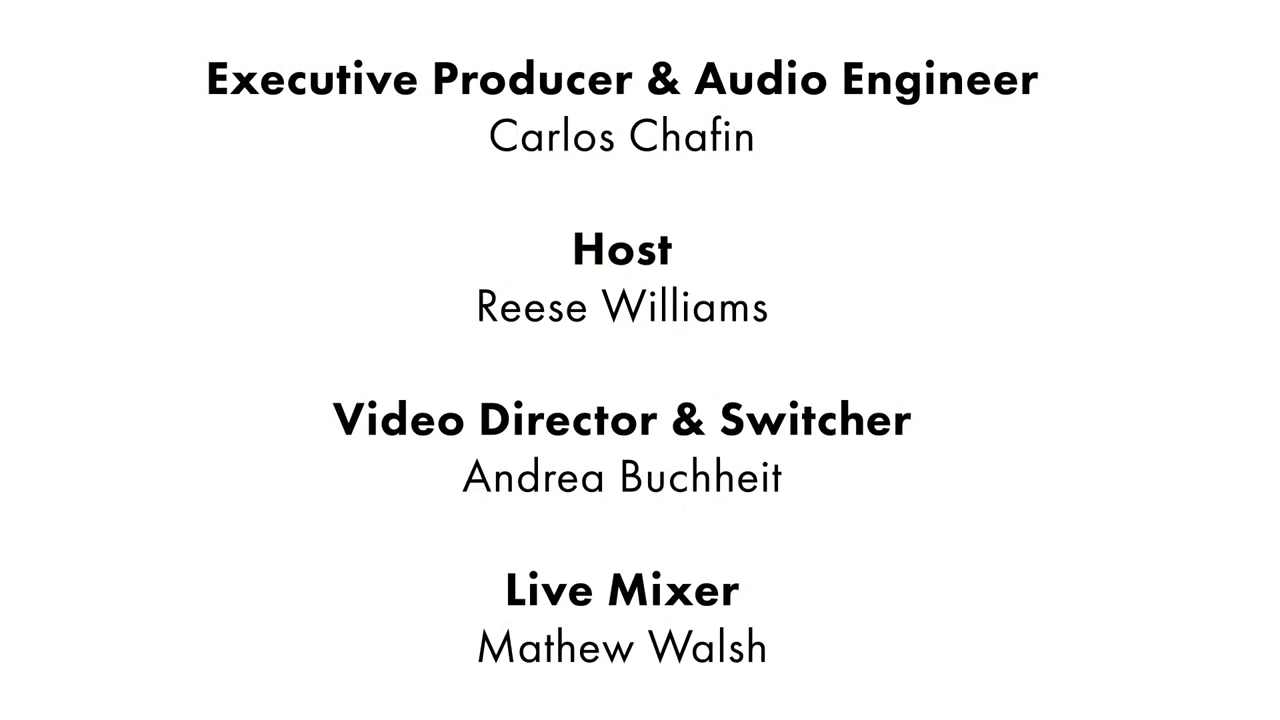 Executive Producer & Audio Engineer
Carlos Chafin
Host
Reese Williams
Video Director & Switcher
Andrea Buchheit
Live Mixer
Mathew Walsh